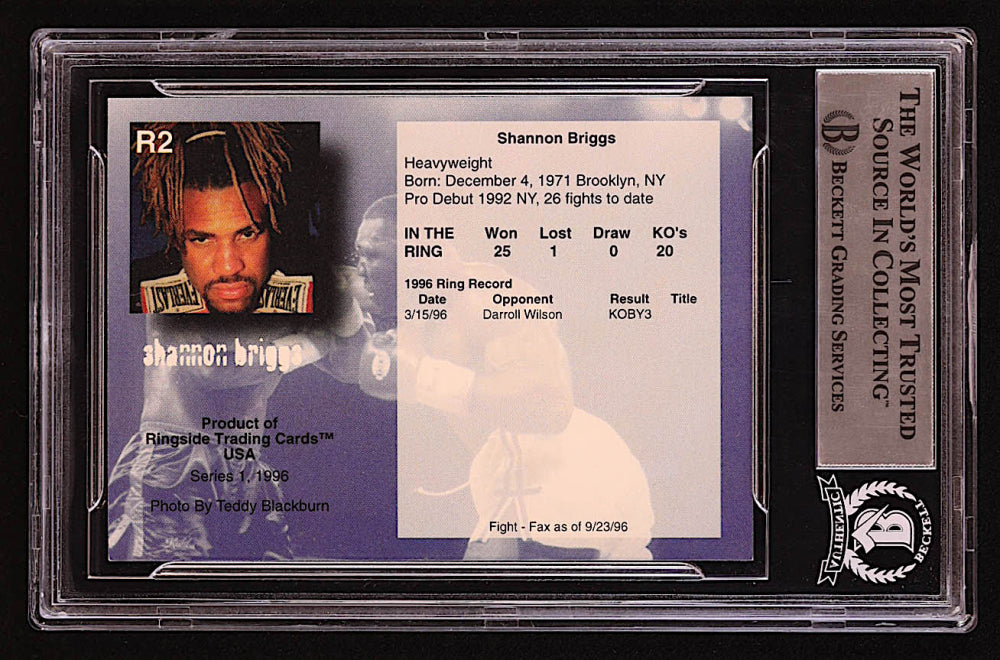 R2
EVERLAST
EVERLAST
shannon briggs
Product of
Ringside Trading Cards™
USA
Series 1, 1996
Photo By Teddy Blackburn
Shannon Briggs
Heavyweight
Born: December 4, 1971 Brooklyn, NY
Pro Debut 1992 NY, 26 fights to date
IN THE RING Won Lost Draw KO's
25 1 0 20
1996 Ring Record
Date Opponent Result Title
3/15/96 Darroll Wilson KOBY3
Fight - Fax as of 9/23/96
THE WORLD'S MOST TRUSTED
SOURCE IN COLLECTING™
B BECKETT GRADING SERVICES
AUTHENTIC
B
BECKETT